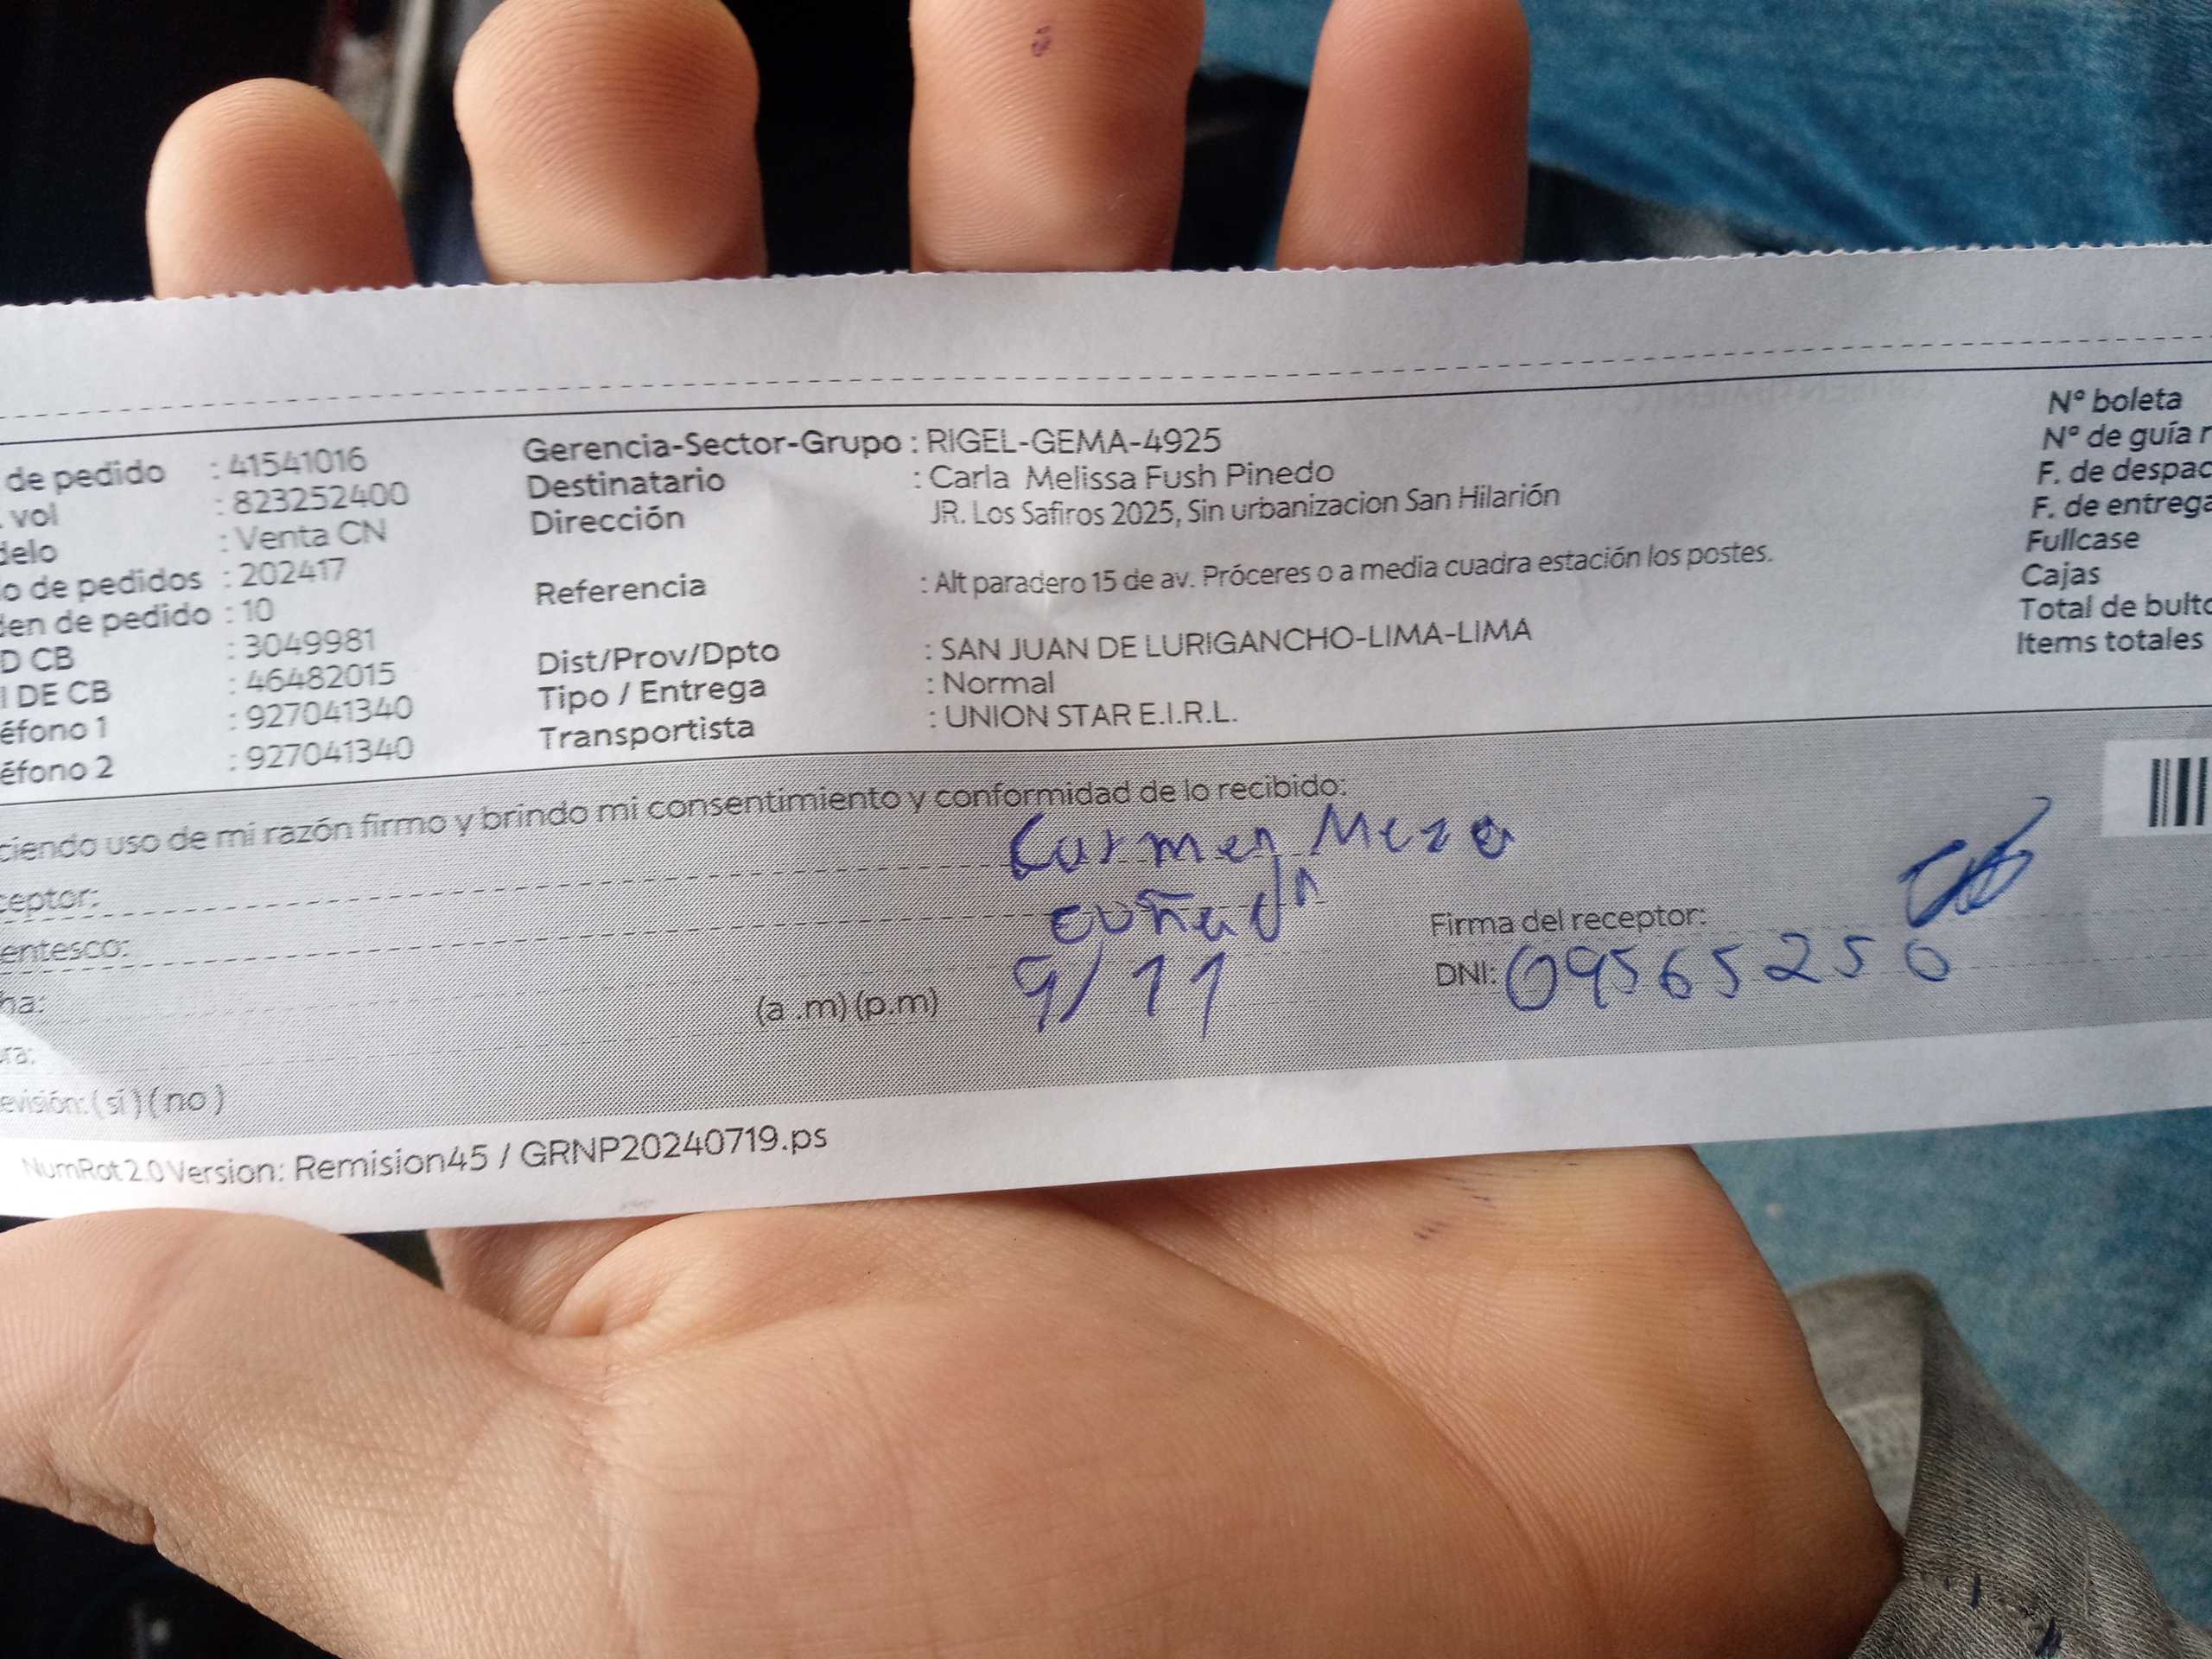 de pedido : 41541016
vol : 823252400
delo : Venta CN
o de pedidos : 202417
den de pedido : 10
D CB : 3049981
I DE CB : 46482015
éfono 1 : 927041340
éfono 2 : 927041340
Gerencia-Sector-Grupo : RIGEL-GEMA-4925
Destinatario : Carla Melissa Fush Pinedo
Dirección JR. Los Safiros 2025, Sin urbanizacion San Hilarión
Referencia : Alt paradero 15 de av. Próceres o a media cuadra estación los postes.
Dist/Prov/Dpto : SAN JUAN DE LURIGANCHO-LIMA-LIMA
Tipo / Entrega : Normal
Transportista : UNION STAR E.I.R.L.
N° boleta
N° de guía r
F. de despac
F. de entrega
Fullcase
Cajas
Total de bulto
Items totales
ciendo uso de mi razón firmo y brindo mi consentimiento y conformidad de lo recibido:
ceptor: Carmen Meza
entesco: cuñada
ha: 9/11
ora: (a .m) (p.m)
evisión: ( sí ) ( no )
Firma del receptor:
DNI: 09565250
NumRot 2.0 Version: Remision45 / GRNP20240719.ps